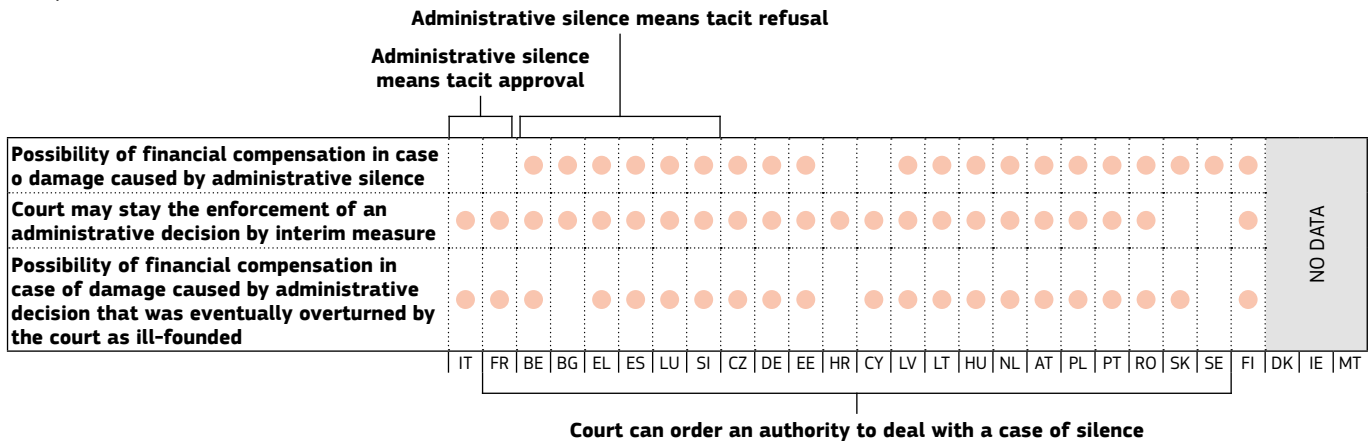 Administrative silence means tacit refusal
Administrative silence
means tacit approval
Possibility of financial compensation in case
o damage caused by administrative silence
Court may stay the enforcement of an
administrative decision by interim measure
Possibility of financial compensation in
case of damage caused by administrative
decision that was eventually overturned by
the court as ill-founded
NO DATA
IT FR BE BG EL ES LU SI CZ DE EE HR CY LV LT HU NL AT PL PT RO SK SE FI DK IE MT
Court can order an authority to deal with a case of silence